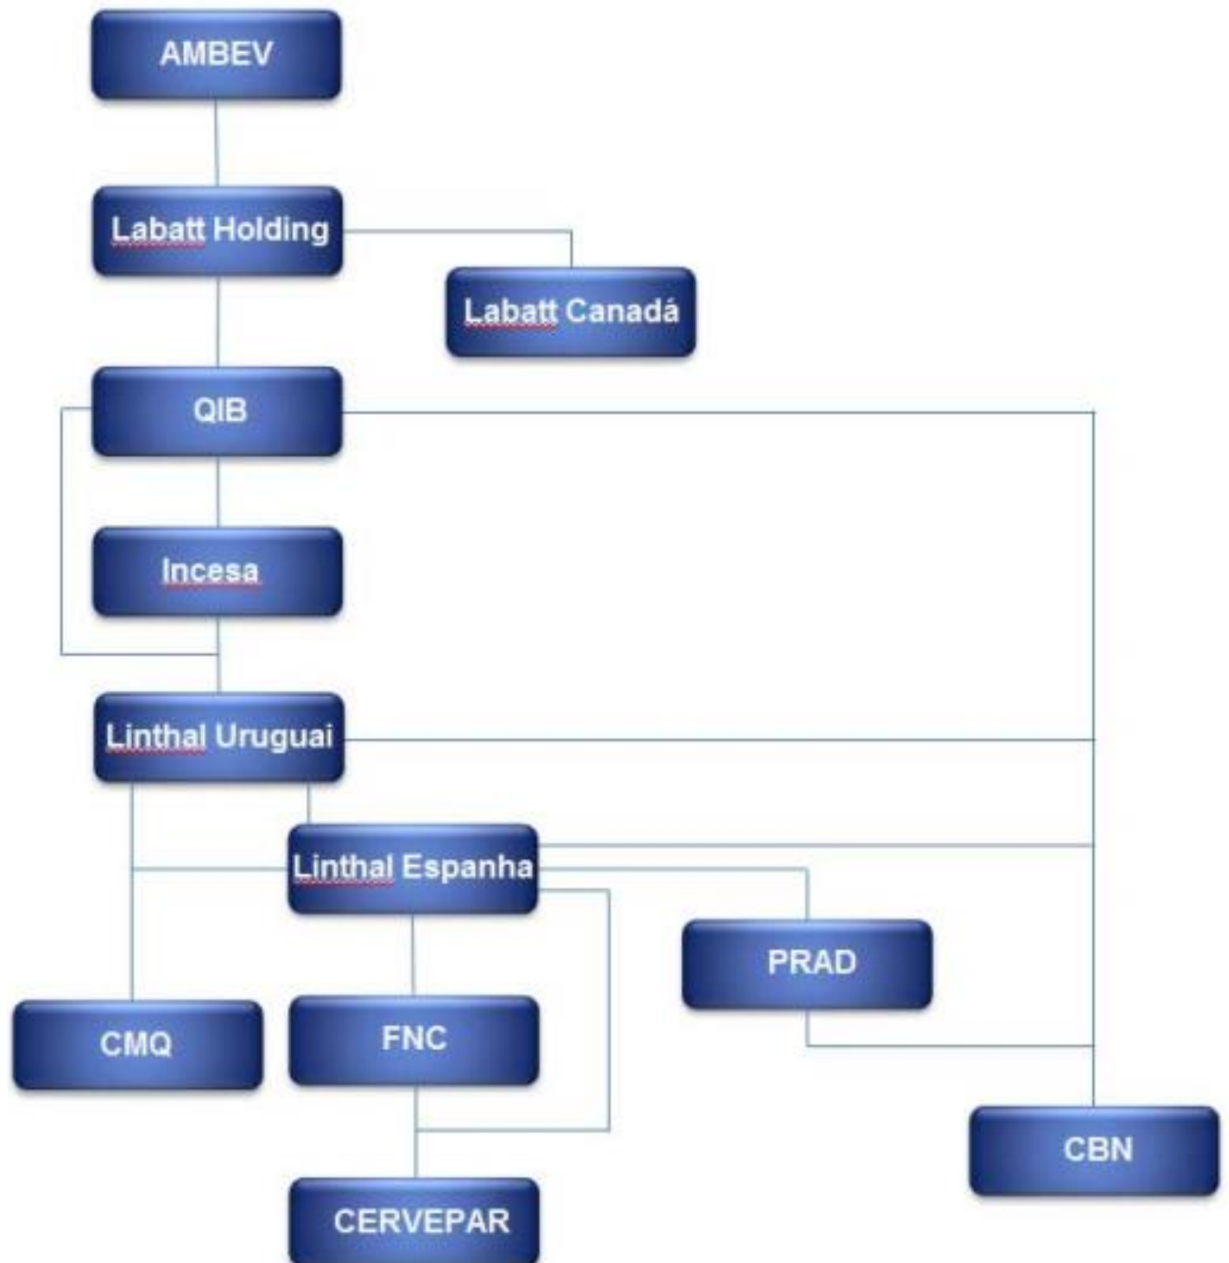 AMBEV
Labatt Holding
Labatt Canadá
QIB
Incesa
Linthal Uruguai
Linthal Espanha
PRAD
CMQ
FNC
CBN
CERVEPAR